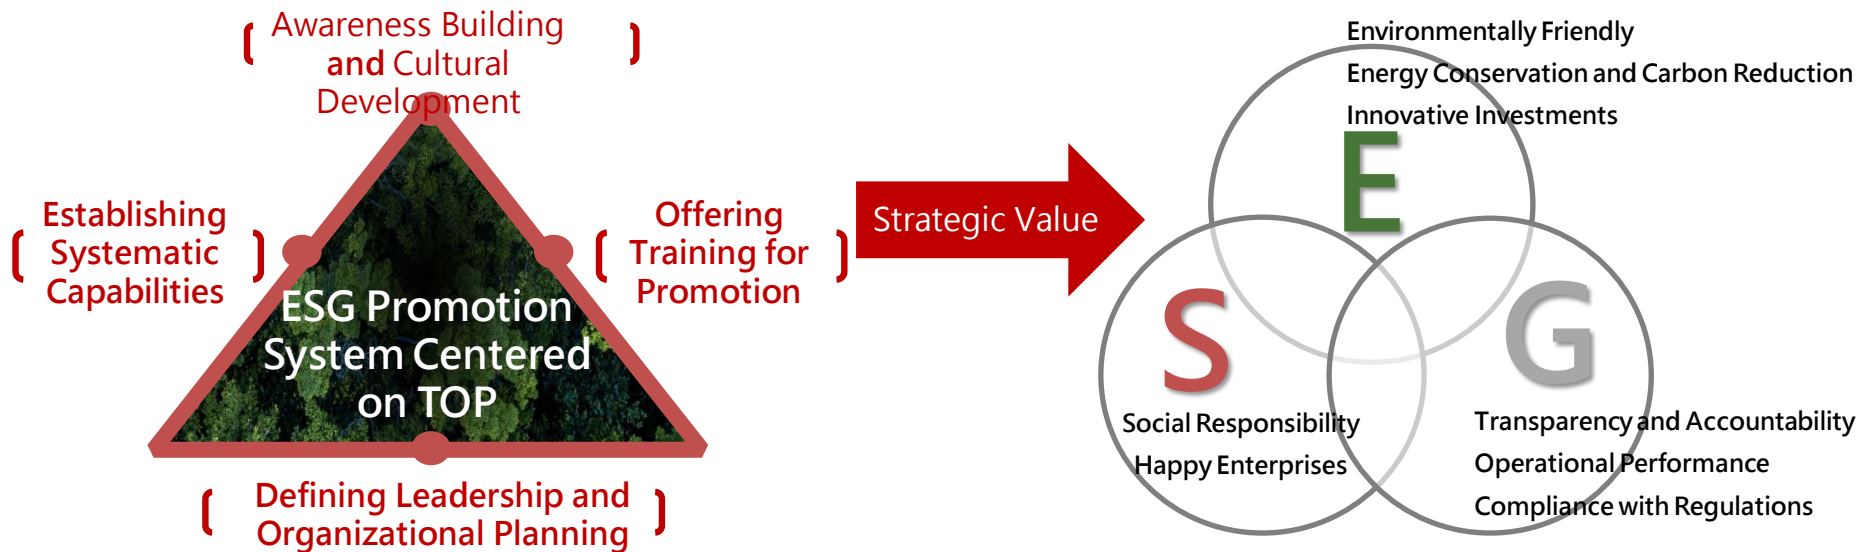 Awareness Building
and Cultural
Development
Establishing
Systematic
Capabilities
Offering
Training for
Promotion
ESG Promotion
System Centered
on TOP
Defining Leadership and
Organizational Planning
Strategic Value
Environmentally Friendly
Energy Conservation and Carbon Reduction
Innovative Investments
E
S
Social Responsibility
Happy Enterprises
G
Transparency and Accountability
Operational Performance
Compliance with Regulations